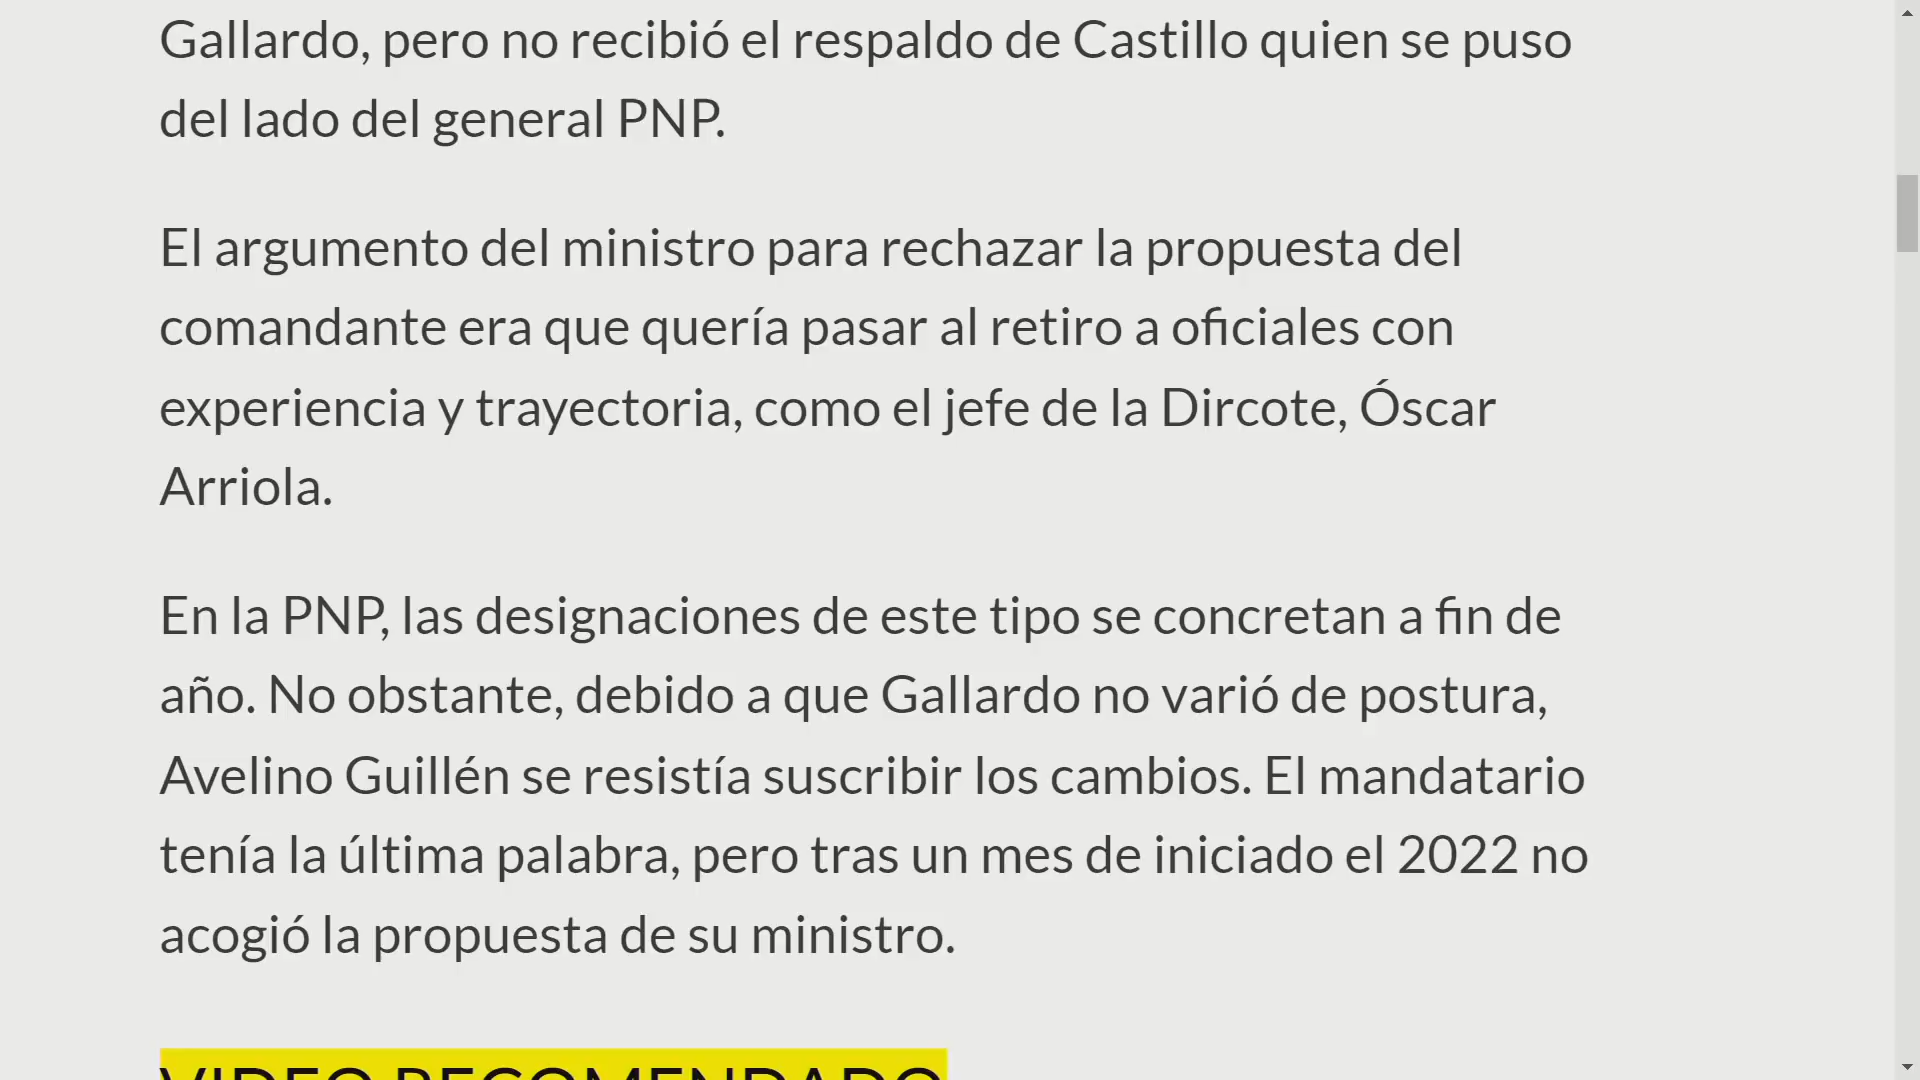 Gallardo, pero no recibió el respaldo de Castillo quien se puso
del lado del general PNP.
El argumento del ministro para rechazar la propuesta del
comandante era que quería pasar al retiro a oficiales con
experiencia y trayectoria, como el jefe de la Dircote, Óscar
Arriola.
En la PNP, las designaciones de este tipo se concretan a fin de
año. No obstante, debido a que Gallardo no varió de postura,
Avelino Guillén se resistía suscribir los cambios. El mandatario
tenía la última palabra, pero tras un mes de iniciado el 2022 no
acogió la propuesta de su ministro.
VIDEO RECOMENDADO